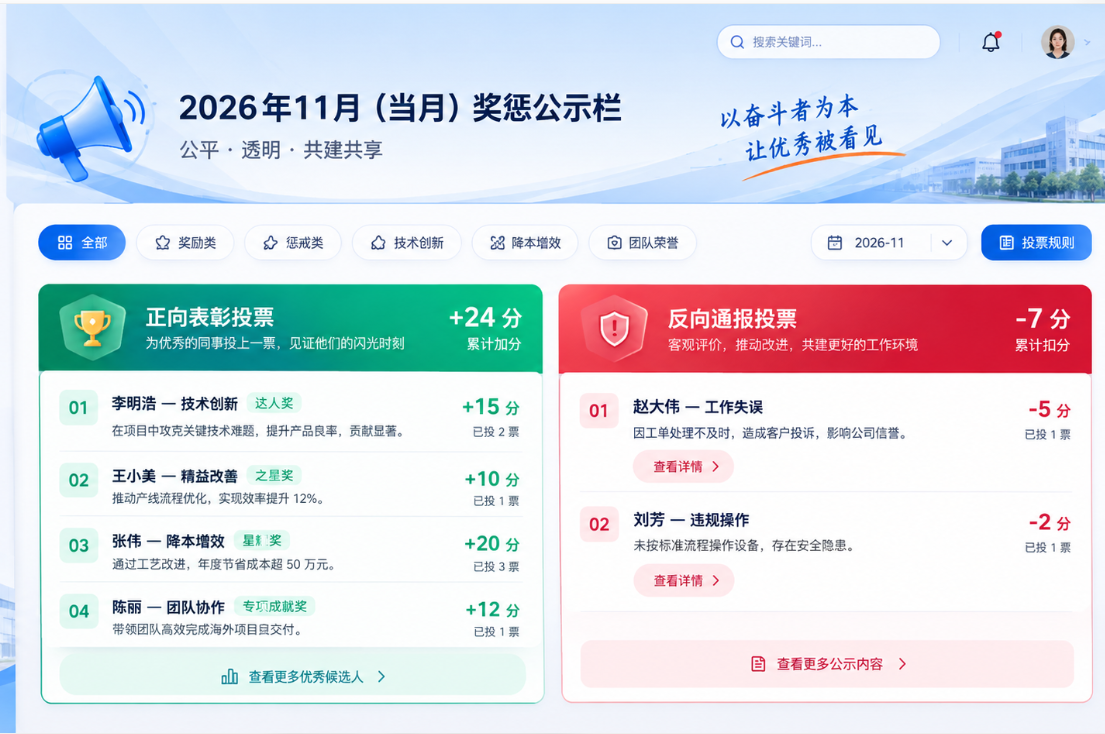 搜索关键词...
2026年11月（当月）奖惩公示栏
公平 · 透明 · 共建共享
以奋斗者为本
让优秀被看见
全部
奖励类
惩戒类
技术创新
降本增效
团队荣誉
2026-11
投票规则
正向表彰投票
为优秀的同事投上一票，见证他们的闪光时刻
+24 分
累计加分
01
李明浩 — 技术创新 达人奖
在项目中攻克关键技术难题，提升产品良率，贡献显著。
+15 分
已投 2 票
02
王小美 — 精益改善 之星奖
推动产线流程优化，实现效率提升 12%。
+10 分
已投 1 票
03
张伟 — 降本增效 星 奖
通过工艺改进，年度节省成本超 50 万元。
+20 分
已投 3 票
04
陈丽 — 团队协作 专项成就奖
带领团队高效完成海外项目交付。
+12 分
已投 1 票
查看更多优秀候选人
反向通报投票
客观评价，推动改进，共建更好的工作环境
-7 分
累计扣分
01
赵大伟 — 工作失误
因工单处理不及时，造成客户投诉，影响公司信誉。
-5 分
已投 1 票
查看详情
02
刘芳 — 违规操作
未按标准流程操作设备，存在安全隐患。
-2 分
已投 1 票
查看详情
查看更多公示内容